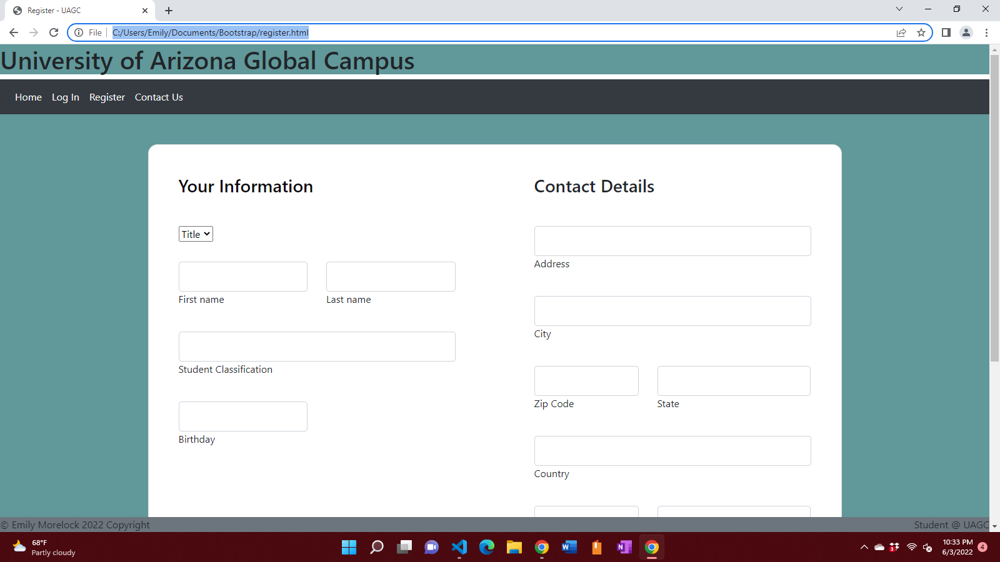 Register - UAGC
File
C:/Users/Emily/Documents/Bootstrap/register.html
University of Arizona Global Campus
Home Log In Register Contact Us
Your Information
Contact Details
Title
Address
First name Last name
City
Student Classification
Zip Code State
Birthday
Country
© Emily Morelock 2022 Copyright
Student @ UAGC
68°F
Partly cloudy
10:33 PM
6/3/2022
4